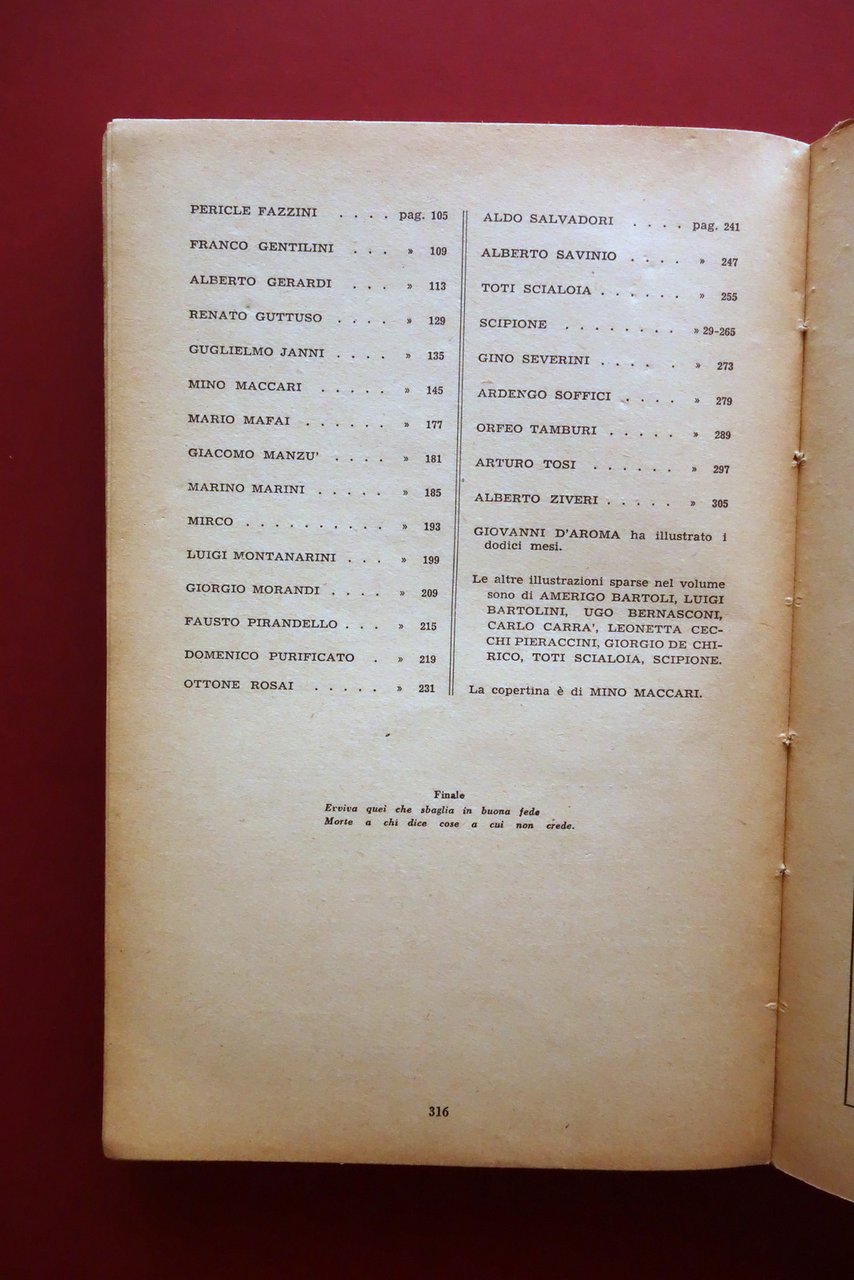 PERICLE FAZZINI . . . . pag. 105
FRANCO GENTILINI . . . » 109
ALBERTO GERARDI . . . » 113
RENATO GUTTUSO . . . . » 129
GUGLIELMO JANNI . . . . » 135
MINO MACCARI . . . . . » 145
MARIO MAFAI . . . . . . » 177
GIACOMO MANZU' . . . . » 181
MARINO MARINI . . . . . » 185
MIRCO . . . . . . . . . . » 193
LUIGI MONTANARINI . . . » 199
GIORGIO MORANDI . . . . » 209
FAUSTO PIRANDELLO . . . » 215
DOMENICO PURIFICATO . » 219
OTTONE ROSAI . . . . . » 231
ALDO SALVADORI . . . . pag. 241
ALBERTO SAVINIO . . . . » 247
TOTI SCIALOIA . . . . . . » 255
SCIPIONE . . . . . . . . » 29-265
GINO SEVERINI . . . . . » 273
ARDENGO SOFFICI . . . . » 279
ORFEO TAMBURI . . . . . » 289
ARTURO TOSI . . . . . . » 297
ALBERTO ZIVERI . . . . . » 305
GIOVANNI D'AROMA ha illustrato i
dodici mesi.
Le altre illustrazioni sparse nel volume
sono di AMERIGO BARTOLI, LUIGI
BARTOLINI, UGO BERNASCONI,
CARLO CARRA', LEONETTA CEC-
CHI PIERACCINI, GIORGIO DE CHI-
RICO, TOTI SCIALOIA, SCIPIONE.
La copertina è di MINO MACCARI.
Finale
Evviva quei che sbaglia in buona fede
Morte a chi dice cose a cui non crede.
316